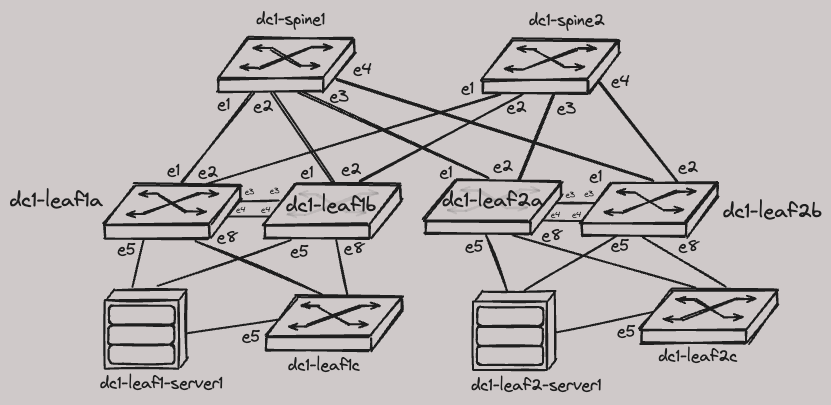 dc1-spine1
dc1-spine2
e1
e2
e3
e4
e1
e2
e3
e4
e1
e2
e1
e2
e1
e2
e1
e2
dc1-leaf1a
e3
e3
e4
e4
dc1-leaf1b
dc1-leaf2a
e3
e3
e4
e4
dc1-leaf2b
e5
e8
e5
e8
e5
e8
e5
e8
e5
e5
dc1-leaf1-server1
dc1-leaf1c
dc1-leaf2-server1
dc1-leaf2c